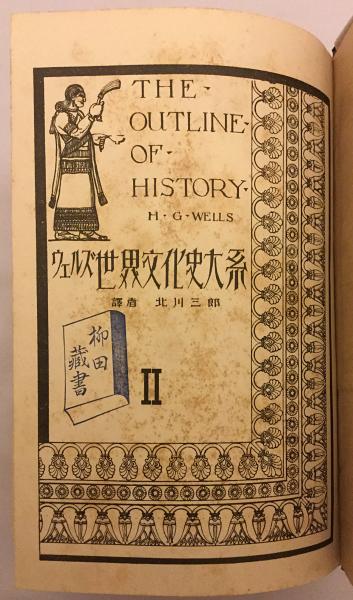 THE·
OUTLINE·
OF·
HISTORY·
H·G·WELLS
ウェルズ世界文化史大系
譯者 北川三郎
柳田
藏書
II